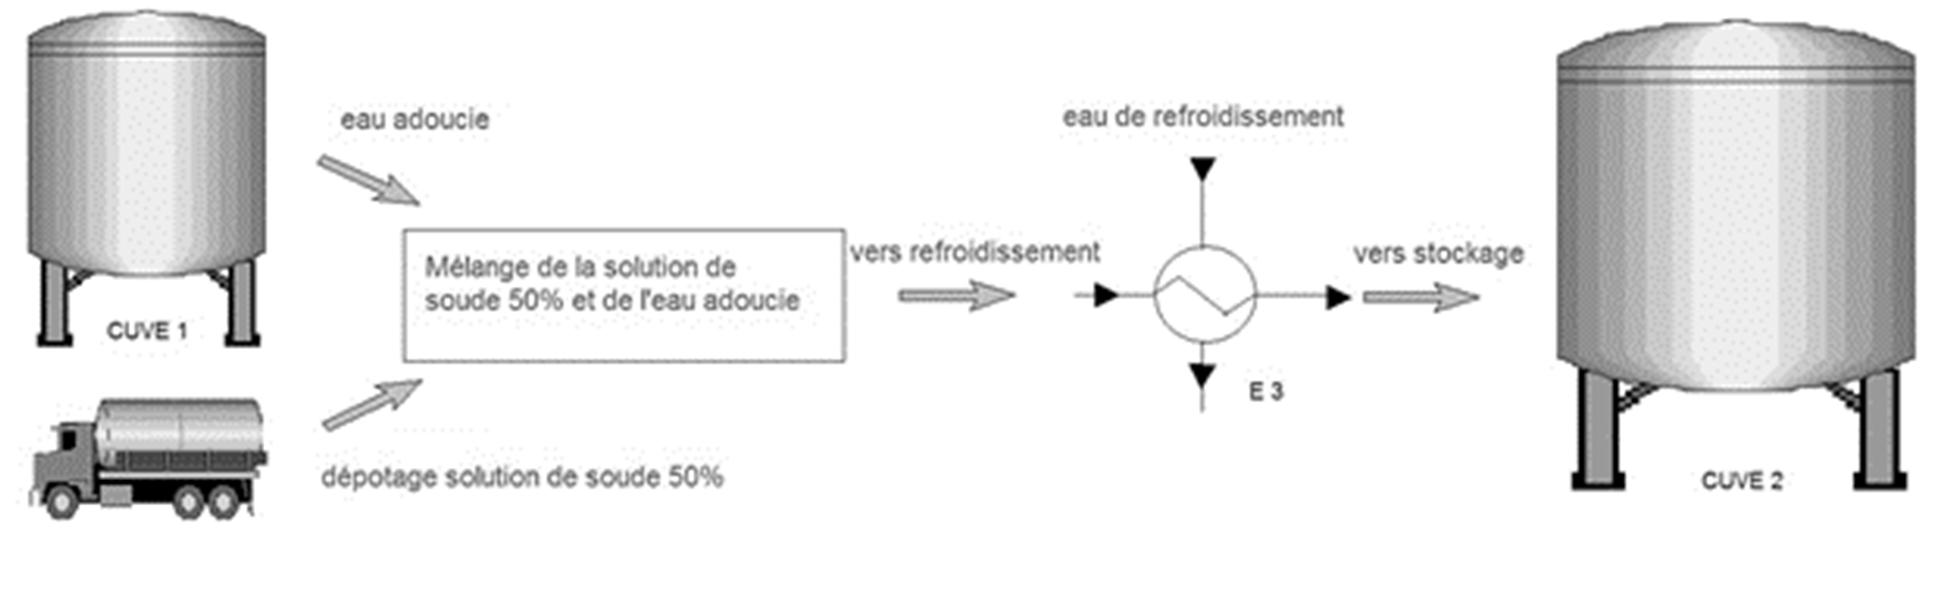 eau adoucie
eau de refroidissement
Mélange de la solution de
soude 50% et de l'eau adoucie
vers refroidissement
vers stockage
CUVE 1
E 3
dépotage solution de soude 50%
CUVE 2